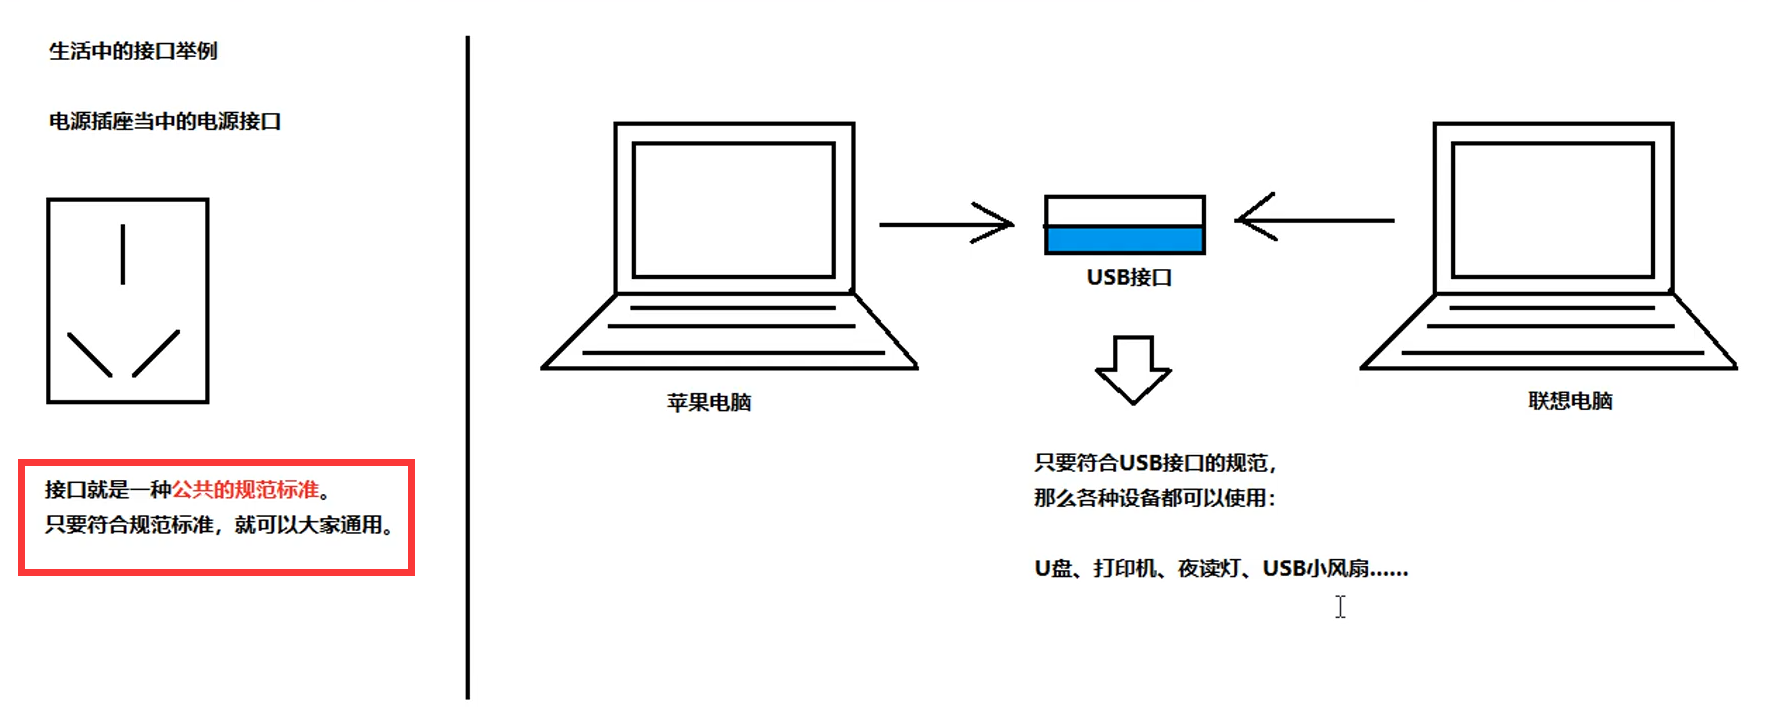 生活中的接口举例
电源插座当中的电源接口
接口就是一种公共的规范标准。
只要符合规范标准，就可以大家通用。
USB接口
苹果电脑
联想电脑
只要符合USB接口的规范，
那么各种设备都可以使用：
U盘、打印机、夜读灯、USB小风扇......